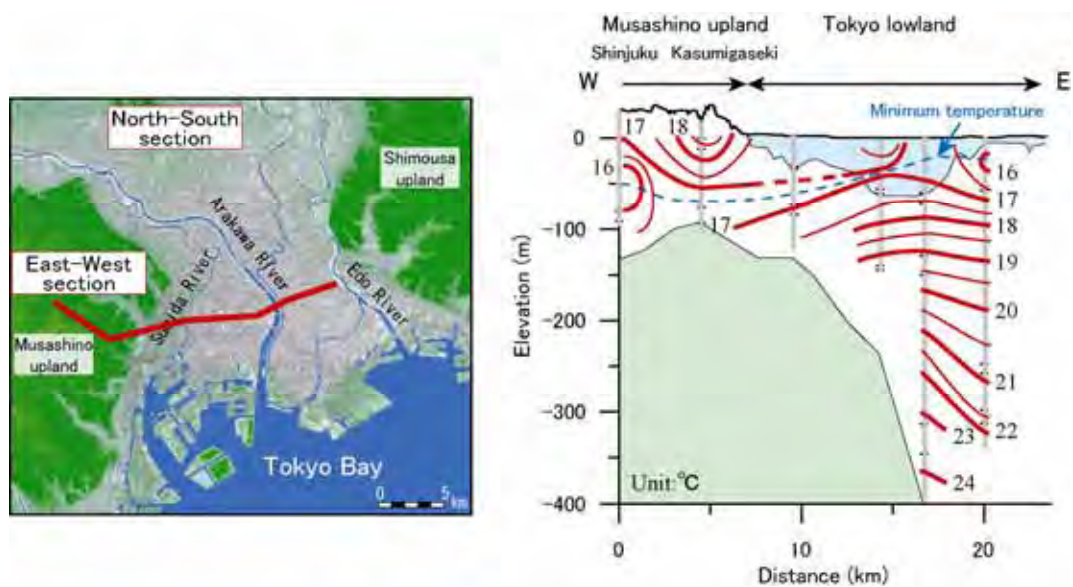 North-South
section
Shimousa
upland
Arakawa River
East-West
section
Sumida River
Edo River
Musashino
upland
Tokyo Bay
0 5
km
Musashino upland Tokyo lowland
Shinjuku Kasumigaseki
W E
Minimum temperature
17 18
16
17
16
17
18
19
20
21
22
23
24
0
-100
-200
-300
-400
Elevation (m)
Unit:℃
0 10 20
Distance (km)